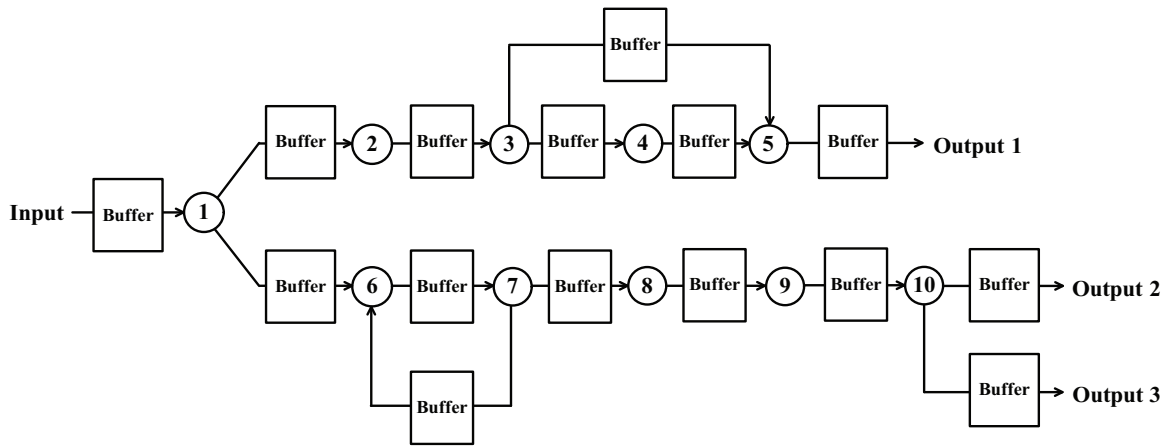 Buffer
Buffer
2
Buffer
3
Buffer
4
Buffer
5
Buffer
Output 1
Input
Buffer
1
Buffer
6
Buffer
7
Buffer
8
Buffer
9
Buffer
10
Buffer
Output 2
Buffer
Buffer
Output 3